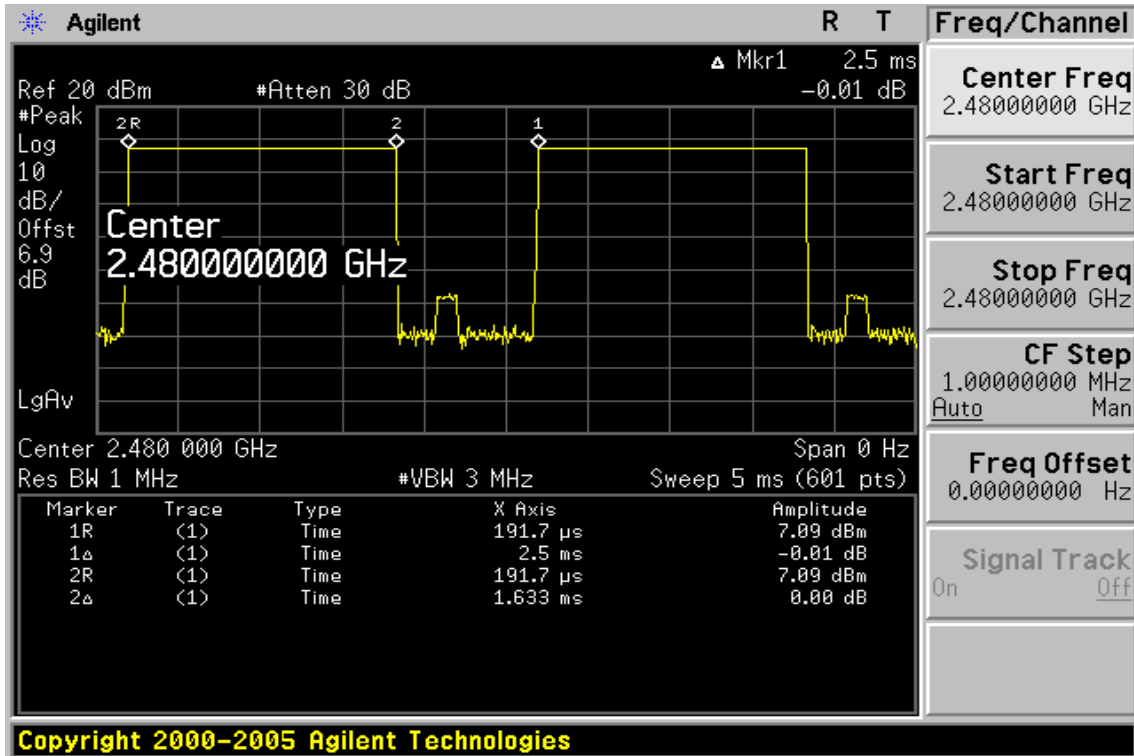 Agilent R T
Freq/Channel
Δ Mkr1 2.5 ms
Ref 20 dBm #Atten 30 dB -0.01 dB
#Peak
Log
10
dB/
Offst
6.9
dB
2R 2 1
Center
2.480000000 GHz
LgAv
Center 2.480 000 GHz Span 0 Hz
Res BW 1 MHz #VBW 3 MHz Sweep 5 ms (601 pts)
Marker Trace Type X Axis Amplitude
1R (1) Time 191.7 µs 7.09 dBm
1Δ (1) Time 2.5 ms -0.01 dB
2R (1) Time 191.7 µs 7.09 dBm
2Δ (1) Time 1.633 ms 0.00 dB
Center Freq
2.48000000 GHz
Start Freq
2.48000000 GHz
Stop Freq
2.48000000 GHz
CF Step
1.00000000 MHz
Auto Man
Freq Offset
0.00000000 Hz
Signal Track
On Off
Copyright 2000-2005 Agilent Technologies